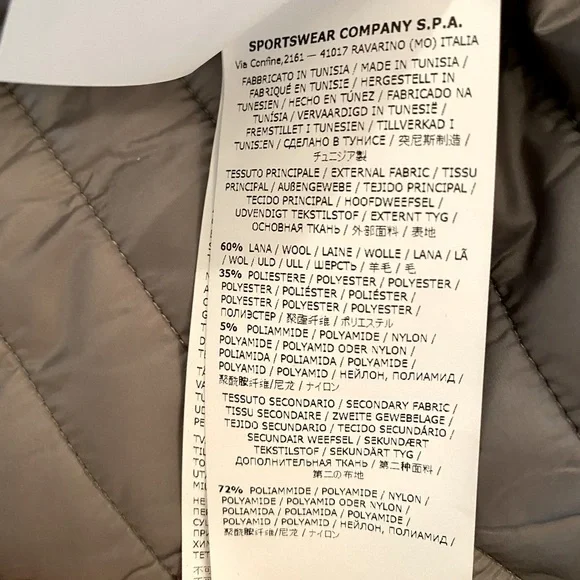 SPORTSWEAR COMPANY S.P.A.
Via Confine,2161 — 41017 RAVARINO (MO) ITALIA
FABBRICATO IN TUNISIA / MADE IN TUNISIA /
FABRIQUÉ EN TUNISIE / HERGESTELLT IN
TUNESIEN / HECHO EN TÚNEZ / FABRICADO NA
TUNÍSIA / VERVAARDIGD IN TUNESIË /
FREMSTILLET I TUNESIEN / TILLVERKAD I
TUNISIEN / СДЕЛАНО В ТУНИСЕ / 突尼斯制造 /
チュニジア製
TESSUTO PRINCIPALE / EXTERNAL FABRIC / TISSU
PRINCIPAL / AUßENGEWEBE / TEJIDO PRINCIPAL /
TECIDO PRINCIPAL / HOOFDWEEFSEL /
UDVENDIGT TEKSTILSTOF / EXTERNT TYG /
ОСНОВНАЯ ТКАНЬ / 外部面料 / 表地
60% LANA / WOOL / LAINE / WOLLE / LANA / LÃ
/ WOL / ULD / ULL / ШЕРСТЬ / 羊毛 / 毛
35% POLIESTERE / POLYESTER / POLYESTER /
POLYESTER / POLIÉSTER / POLIÉSTER /
POLYESTER / POLYESTER / POLYESTER /
ПОЛИЭСТЕР / 聚酯纤维 / ポリエステル
5% POLIAMMIDE / POLYAMIDE / NYLON /
POLYAMIDE / POLYAMID ODER NYLON /
POLIAMIDA / POLIAMIDA / POLYAMIDE /
POLYAMID / POLYAMID / НЕЙЛОН, ПОЛИАМИД /
聚酰胺纤维/尼龙 / ナイロン
TESSUTO SECONDARIO / SECONDARY FABRIC /
TISSU SECONDAIRE / ZWEITE GEWEBELAGE /
TEJIDO SECUNDARIO / TECIDO SECUNDÁRIO /
SECUNDAIR WEEFSEL / SEKUNDÆRT
TEKSTILSTOF / SEKUNDÄRT TYG /
ДОПОЛНИТЕЛЬНАЯ ТКАНЬ / 第二种面料 /
第二の布地
72% POLIAMMIDE / POLYAMIDE / NYLON /
POLYAMIDE / POLYAMID ODER NYLON /
POLIAMIDA / POLIAMIDA / POLYAMIDE /
POLYAMID / POLYAMID / НЕЙЛОН, ПОЛИАМИД /
聚酰胺纤维/尼龙 / ナイロン